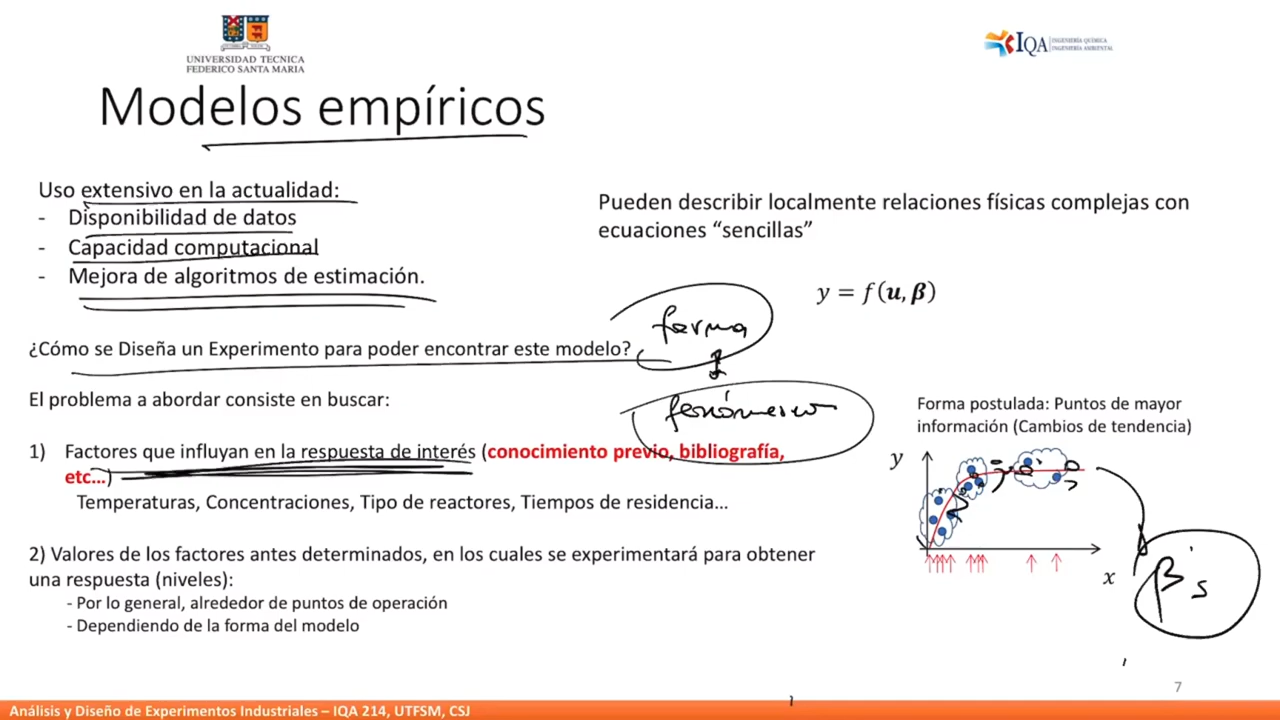 UNIVERSIDAD TECNICA
FEDERICO SANTA MARIA
IQA
INGENIERÍA QUÍMICA
INGENIERÍA AMBIENTAL
Modelos empíricos
Uso extensivo en la actualidad:
- Disponibilidad de datos
- Capacidad computacional
- Mejora de algoritmos de estimación.
Pueden describir localmente relaciones físicas complejas con
ecuaciones “sencillas”
y = f(u, β)
forma
¿Cómo se Diseña un Experimento para poder encontrar este modelo?
fenómeno
El problema a abordar consiste en buscar:
1) Factores que influyan en la respuesta de interés (conocimiento previo, bibliografía,
etc…)
Temperaturas, Concentraciones, Tipo de reactores, Tiempos de residencia…
2) Valores de los factores antes determinados, en los cuales se experimentará para obtener
una respuesta (niveles):
- Por lo general, alrededor de puntos de operación
- Dependiendo de la forma del modelo
Forma postulada: Puntos de mayor
información (Cambios de tendencia)
y
x
β's
7
Análisis y Diseño de Experimentos Industriales – IQA 214, UTFSM, CSJ